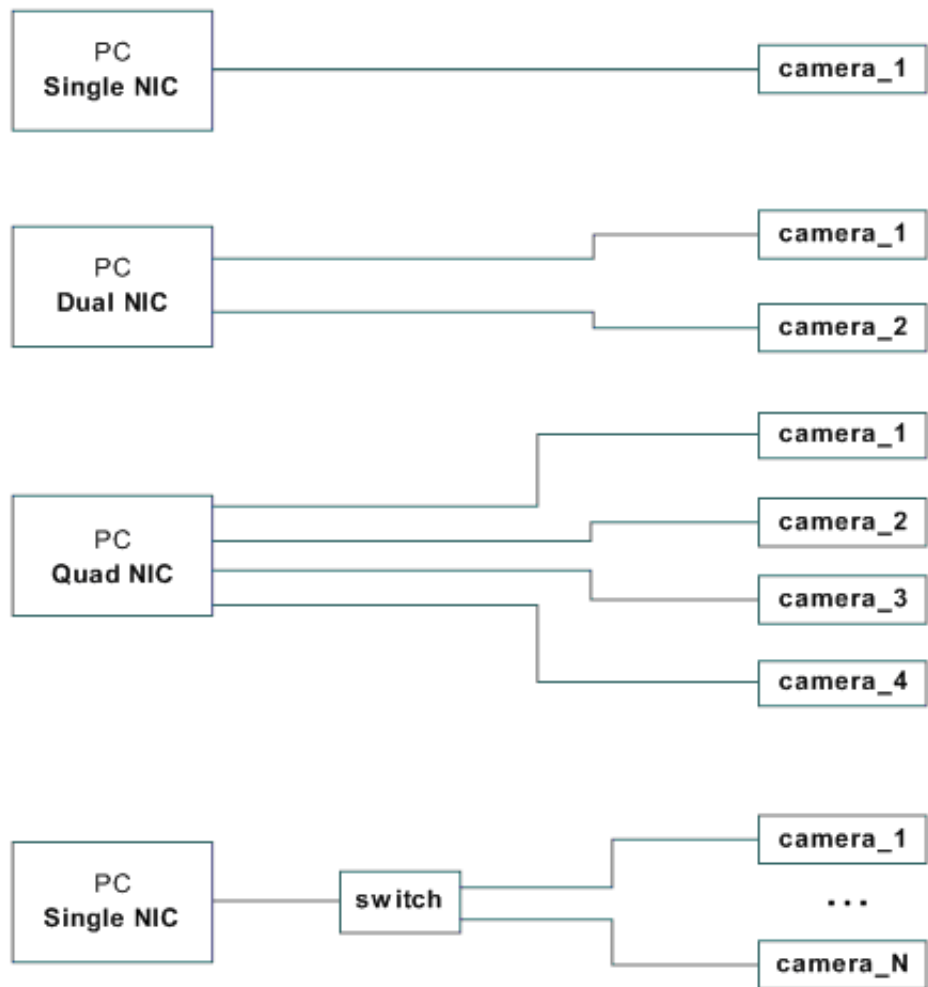 PC
Single NIC
camera_1
PC
Dual NIC
camera_1
camera_2
PC
Quad NIC
camera_1
camera_2
camera_3
camera_4
PC
Single NIC
switch
camera_1
...
camera_N